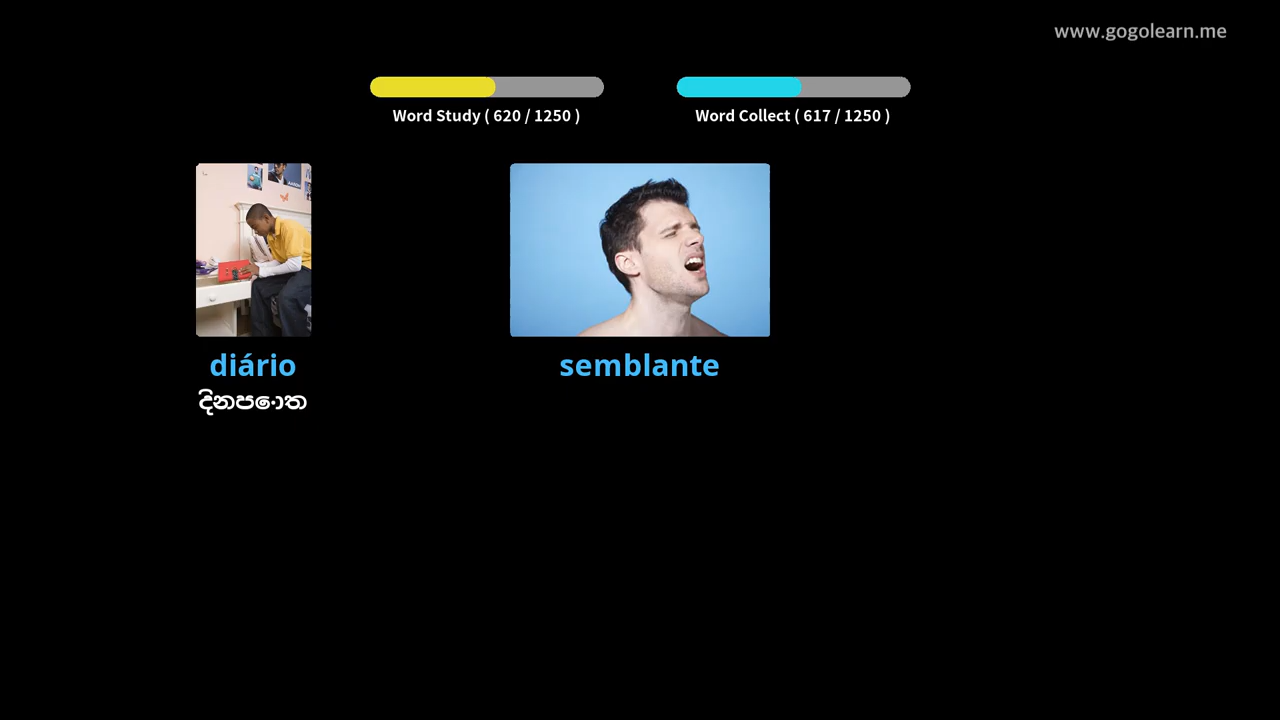 www.gogolearn.me
Word Study ( 620 / 1250 )
Word Collect ( 617 / 1250 )
diário
semblante
දිනපොත